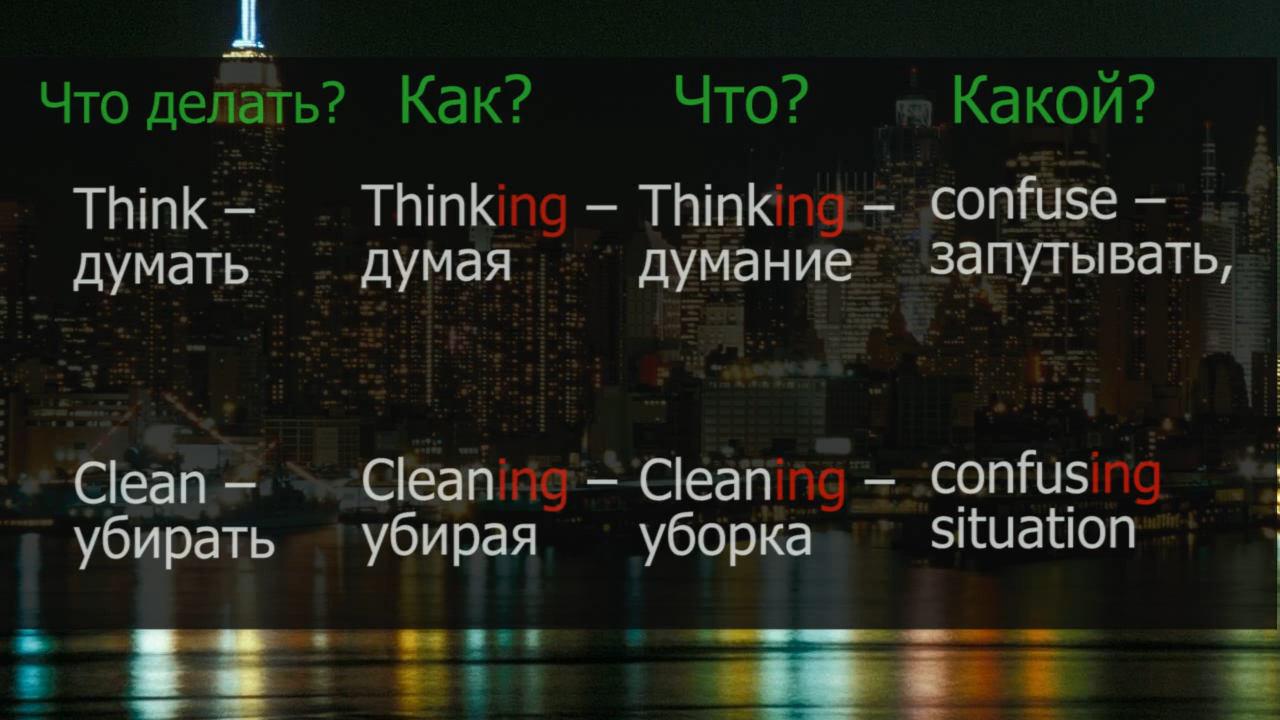 Что делать? Как? Что? Какой?
Think –
думать
Thinking –
думая
Thinking –
думание
confuse –
запутывать,
Clean –
убирать
Cleaning –
убирая
Cleaning –
уборка
confusing
situation